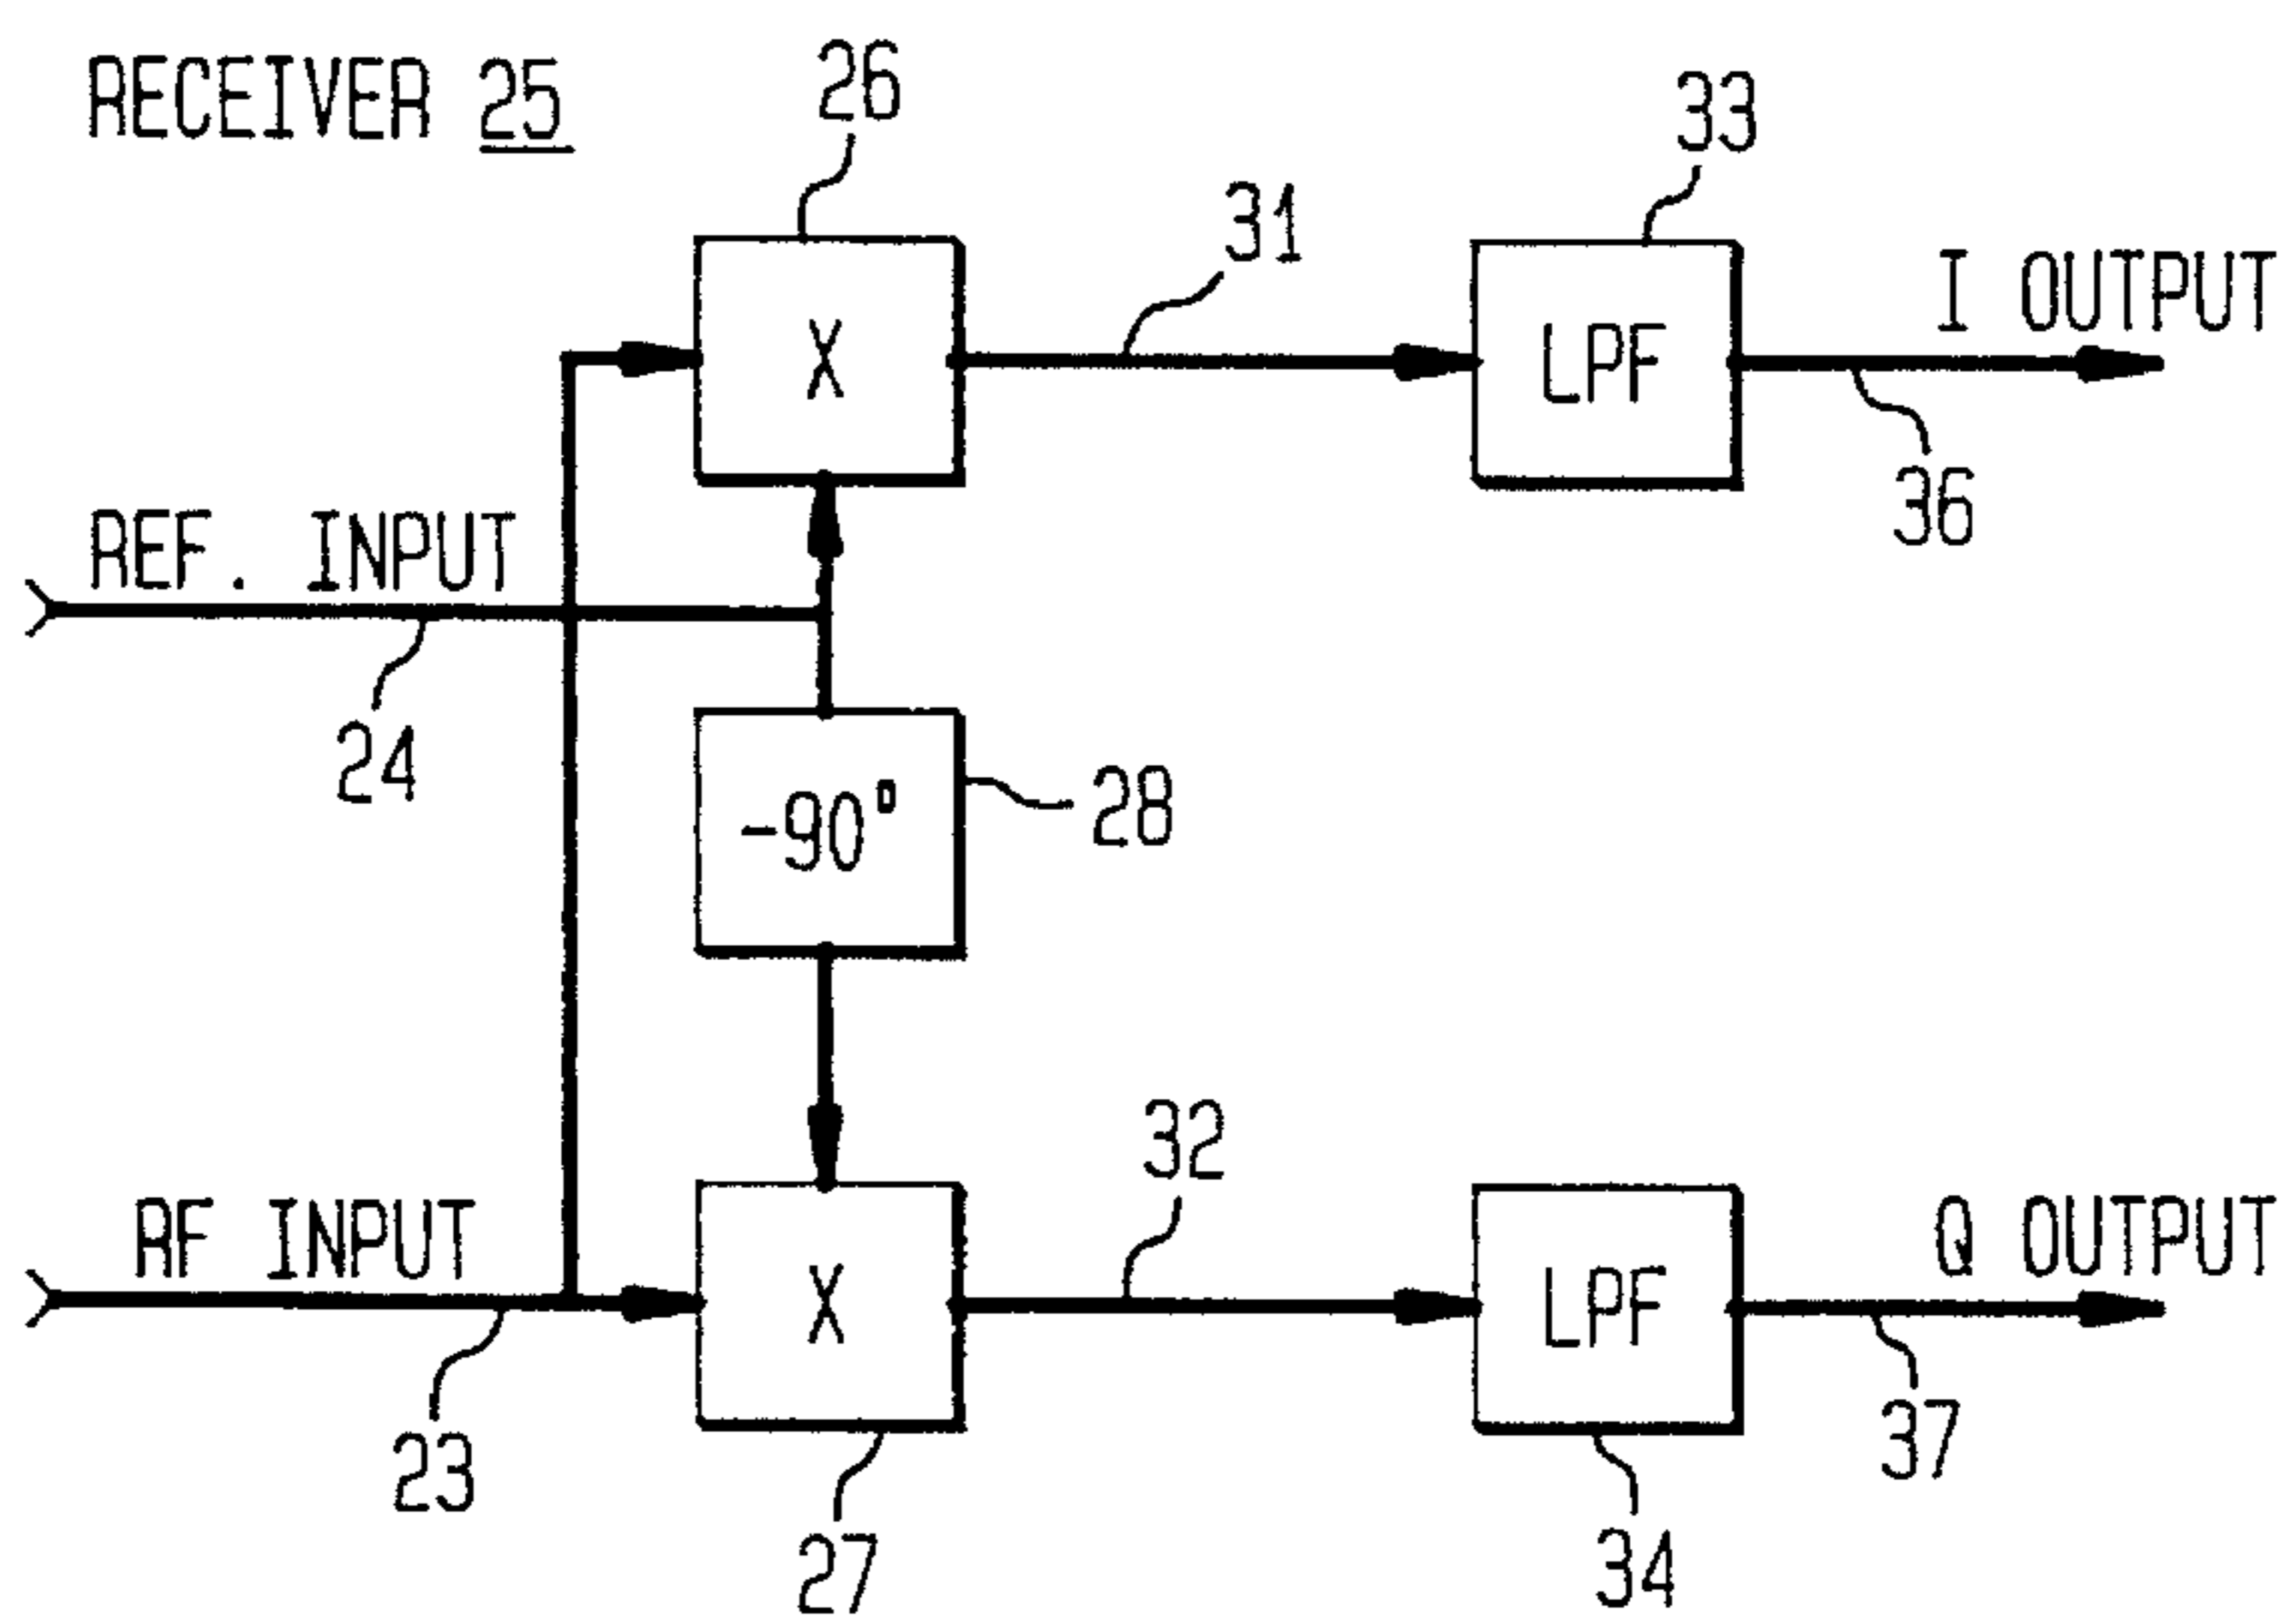 RECEIVER 25
26
33
31
I OUTPUT
X
LPF
36
REF. INPUT
24
-90°
28
32
RF INPUT
Q OUTPUT
X
LPF
23
37
27
34